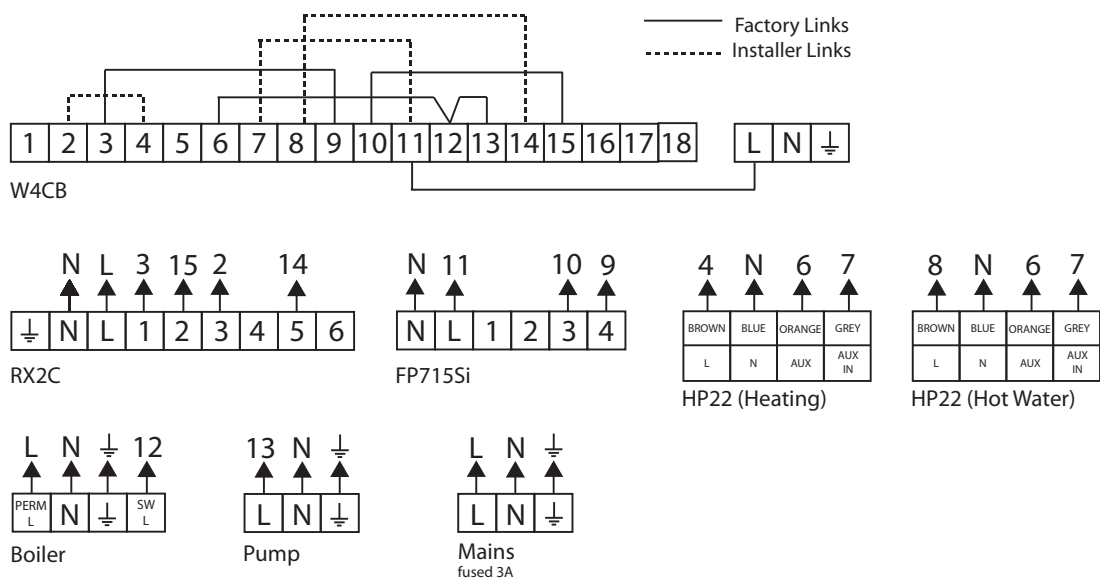 Factory Links
Installer Links
1 2 3 4 5 6 7 8 9 10 11 12 13 14 15 16 17 18 L N
W4CB
N L 3 15 2 14
N L 1 2 3 4 5 6
RX2C
N 11 10 9
N L 1 2 3 4
FP715Si
4 N 6 7
BROWN BLUE ORANGE GREY
L N AUX AUX IN
HP22 (Heating)
8 N 6 7
BROWN BLUE ORANGE GREY
L N AUX AUX IN
HP22 (Hot Water)
L N 12
PERM L N SW L
Boiler
13 N
L N
Pump
L N
L N
Mains
fused 3A